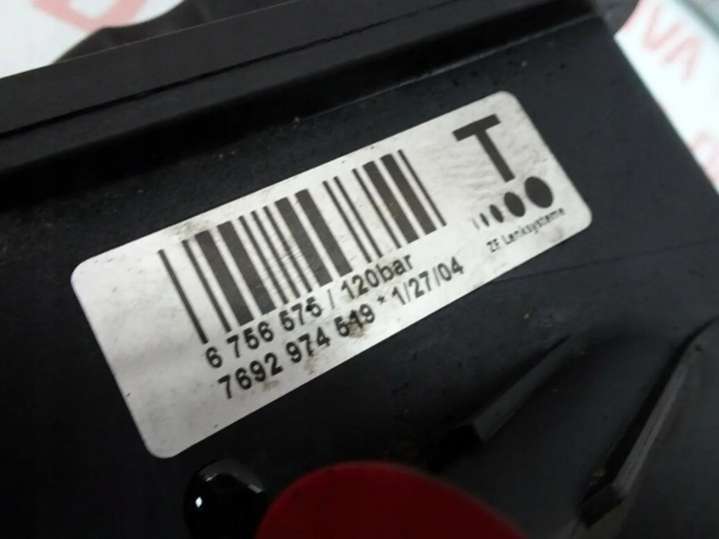 T
ZF Lenksysteme
6 756 575 / 120bar
7692 974 519 * 1/27/04